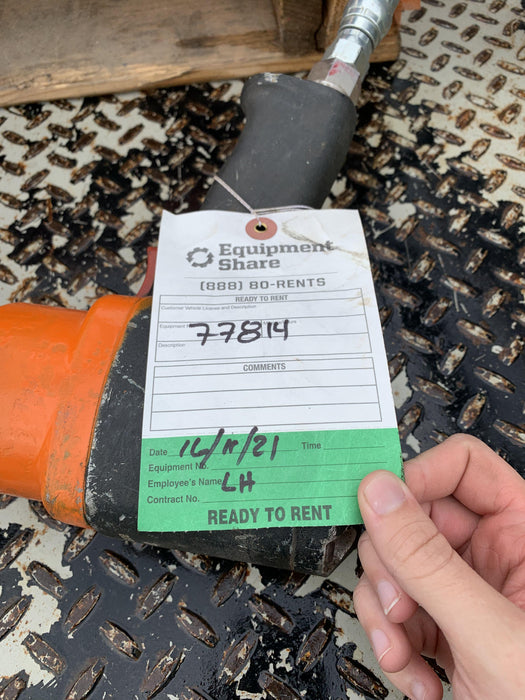 Equipment
Share
(888) 80-RENTS
READY TO RENT
Customer Vehicle License and Description
Equipment
77814
Description
COMMENTS
Date 16/11/21 Time
Equipment No.
Employee's Name LH
Contract No.
READY TO RENT